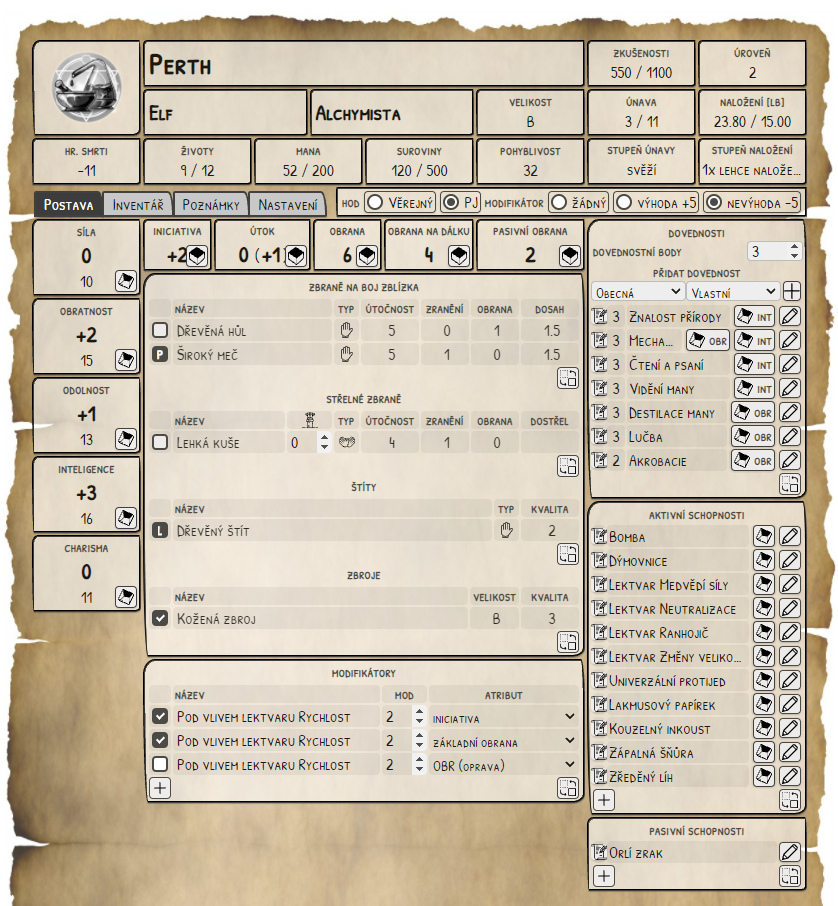 Perth
ZKUŠENOSTI
550 / 1100
ÚROVEŇ
2
Elf
Alchymista
VELIKOST
B
ÚNAVA
3 / 11
NALOŽENÍ [LB]
23.80 / 15.00
HR. SMRTI
-11
ŽIVOTY
9 / 12
MANA
52 / 200
SUROVINY
120 / 500
POHYBLIVOST
32
STUPEŇ ÚNAVY
SVĚŽÍ
STUPEŇ NALOŽENÍ
1X LEHCE NALOŽE...
Postava Inventář Poznámky Nastavení HOD Věrejný PJ MODIFIKÁTOR ŽÁDNÝ VÝHODA +5 NEVÝHODA -5
SÍLA
0
10
OBRATNOST
+2
15
ODOLNOST
+1
13
INTELIGENCE
+3
16
CHARISMA
0
11
INICIATIVA
+2
ÚTOK
0 (+1)
OBRANA
6
OBRANA NA DÁLKU
4
PASIVNÍ OBRANA
2
ZBRANĚ NA BOJ ZBLÍZKA
NÁZEV TYP ÚTOČNOST ZRANĚNÍ OBRANA DOSAH
Dřevěná hůl 5 0 1 1.5
P Široký meč 5 1 0 1.5
STŘELNÉ ZBRANĚ
NÁZEV TYP ÚTOČNOST ZRANĚNÍ OBRANA DOSTŘEL
Lehká kuše 0 4 1 0
ŠTÍTY
NÁZEV TYP KVALITA
L Dřevěný štít 2
ZBROJE
NÁZEV VELIKOST KVALITA
Kožená zbroj B 3
MODIFIKÁTORY
NÁZEV MOD ATRIBUT
Pod vlivem lektvaru Rychlost 2 INICIATIVA
Pod vlivem lektvaru Rychlost 2 ZÁKLADNÍ OBRANA
Pod vlivem lektvaru Rychlost 2 OBR (OPRAVA)
DOVEDNOSTI
DOVEDNOSTNÍ BODY 3
PŘIDAT DOVEDNOST
Obecná Vlastní
3 Znalost přírody INT
3 Mecha... OBR INT
3 Čtení a psaní INT
3 Vidění many INT
3 Destilace many OBR
3 Lučba OBR
2 Akrobacie OBR
AKTIVNÍ SCHOPNOSTI
Bomba
Dýmovnice
Lektvar Medvědí síly
Lektvar Neutralizace
Lektvar Ranhojič
Lektvar Změny veliko...
Univerzální protijed
Lakmusový papírek
Kouzelný inkoust
Zápalná šňůra
Zředěný líh
PASIVNÍ SCHOPNOSTI
Orlí zrak